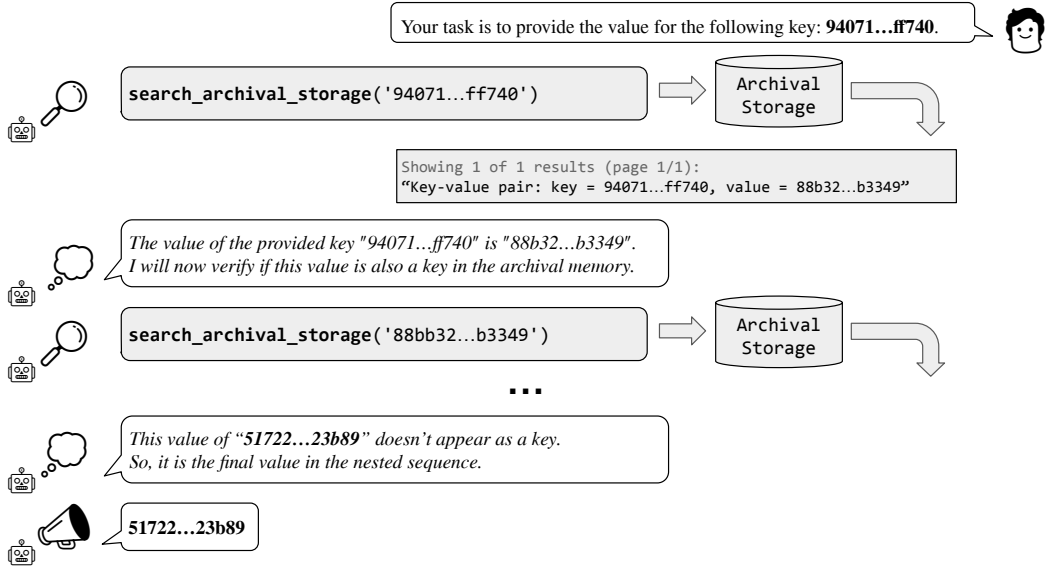 Your task is to provide the value for the following key: 94071…ff740.
search_archival_storage('94071…ff740')
Archival
Storage
Showing 1 of 1 results (page 1/1):
“Key-value pair: key = 94071…ff740, value = 88b32…b3349”
The value of the provided key "94071…ff740" is "88b32…b3349".
I will now verify if this value is also a key in the archival memory.
search_archival_storage('88bb32…b3349')
Archival
Storage
...
This value of “51722…23b89” doesn’t appear as a key.
So, it is the final value in the nested sequence.
51722…23b89